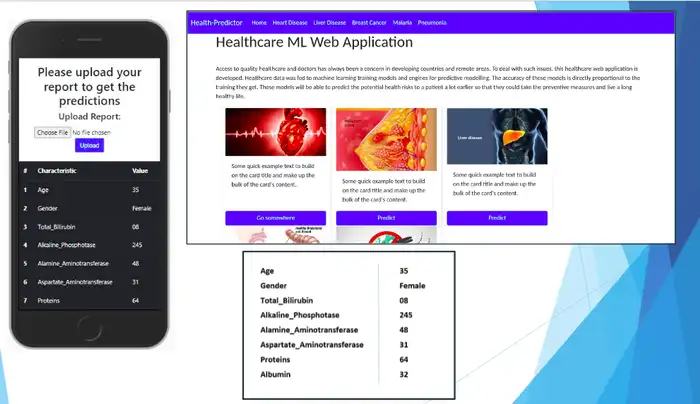 Please upload your
report to get the
predictions
Upload Report:
Choose File No file chosen
Upload
# Characteristic Value
1 Age 35
2 Gender Female
3 Total_Bilirubin 08
4 Alkaline_Phosphotase 245
5 Alamine_Aminotransferase 48
6 Aspartate_Aminotransferase 31
7 Proteins 64
Health-Predictor Home Heart Disease Liver Disease Breast Cancer Malaria Pneumonia
Healthcare ML Web Application
Access to quality healthcare and doctors has always been a concern in developing countries and remote areas. To deal with such issues, this healthcare web application is
developed. Healthcare data was fed to machine learning training models and engines for predictive modelling. The accuracy of these models is directly proportional to the
training they get. These models will be able to predict the potential health risks to a patient a lot earlier so that they could take the preventive measures and live a long
healthy life.
Liver disease
Some quick example text to build
on the card title and make up the
bulk of the card's content.
Go somewhere
Some quick example text to build
on the card title and make up the
bulk of the card's content.
Predict
Some quick example text to build
on the card title and make up the
bulk of the card's content.
Predict
Age 35
Gender Female
Total_Bilirubin 08
Alkaline_Phosphotase 245
Alamine_Aminotransferase 48
Aspartate_Aminotransferase 31
Proteins 64
Albumin 32